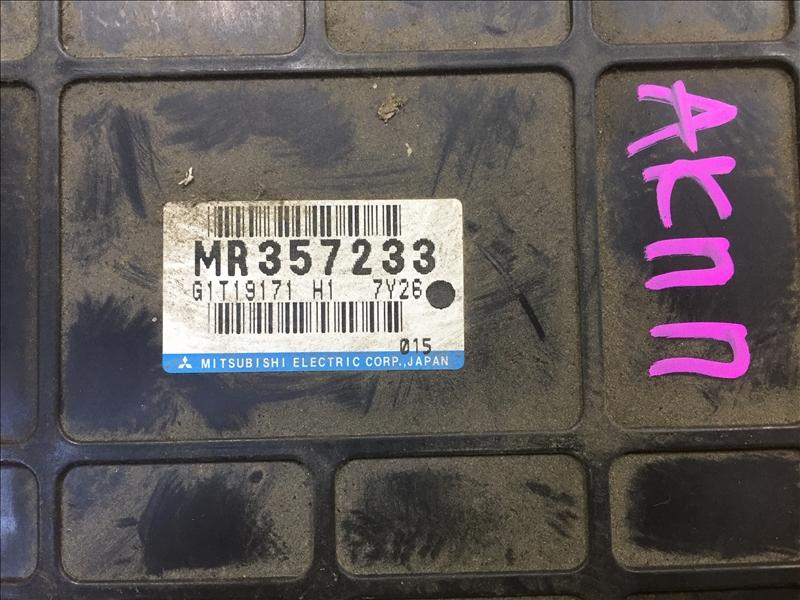 MR357233
G1T19171 H1 7Y26
015
MITSUBISHI ELECTRIC CORP.,JAPAN
АКПП